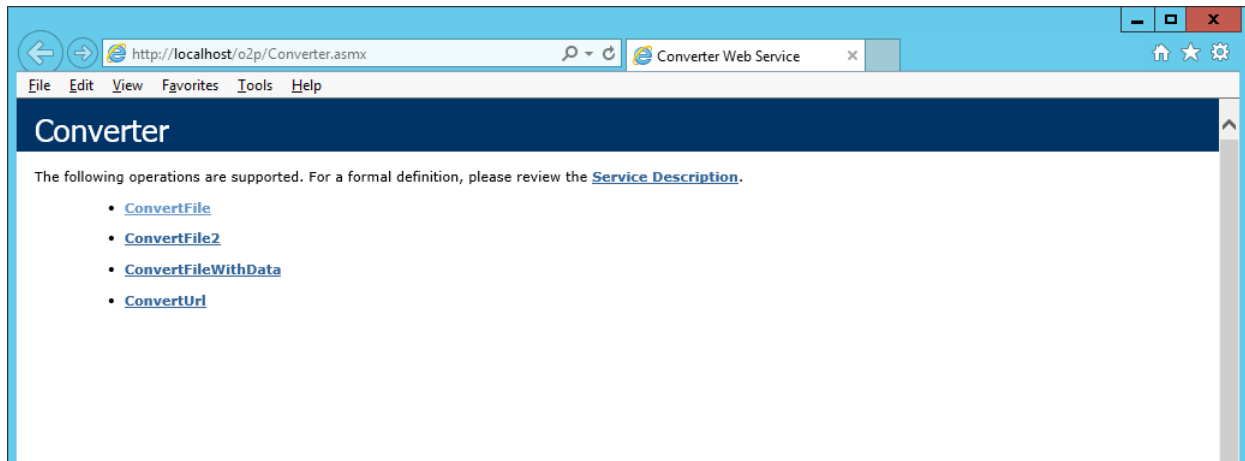 http://localhost/o2p/Converter.asmx
Converter Web Service
File Edit View Favorites Tools Help
Converter
The following operations are supported. For a formal definition, please review the Service Description.
ConvertFile
ConvertFile2
ConvertFileWithData
ConvertUrl